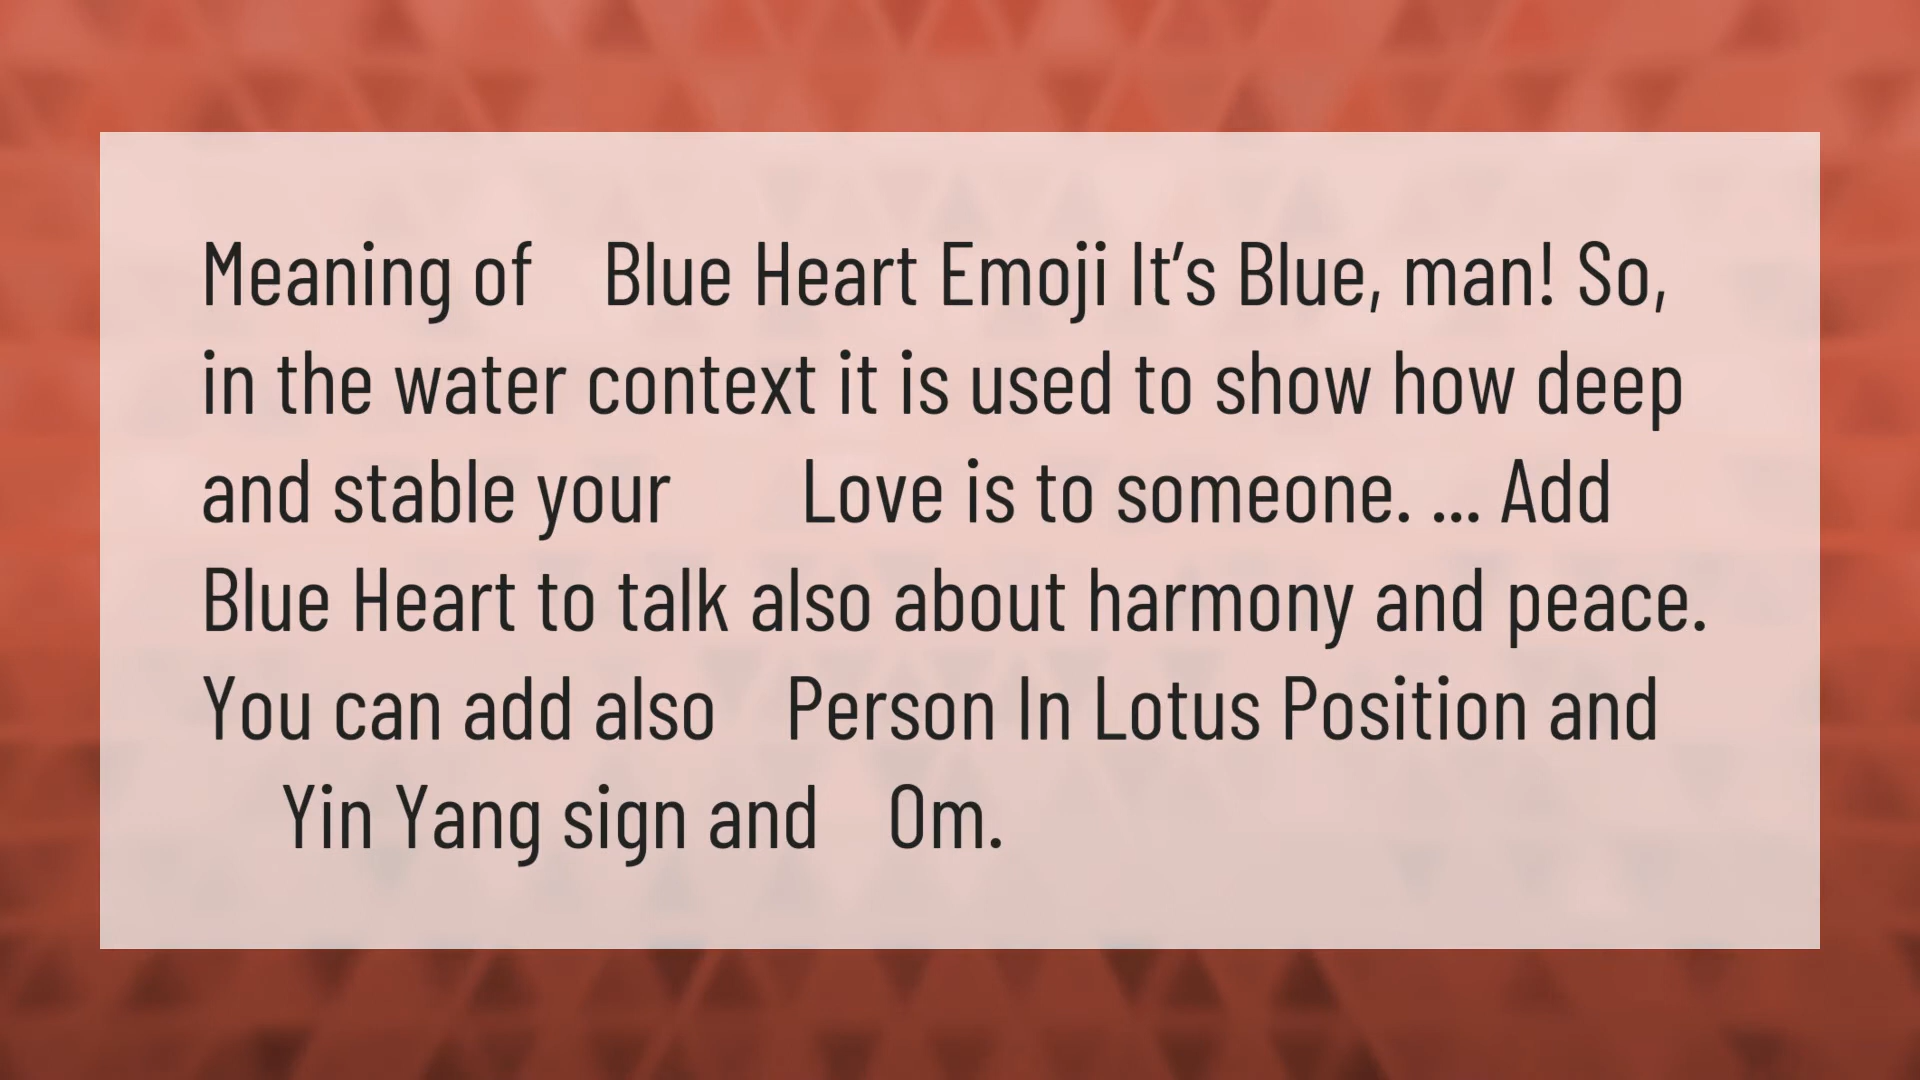 Meaning of Blue Heart Emoji It’s Blue, man! So,
in the water context it is used to show how deep
and stable your Love is to someone. ... Add
Blue Heart to talk also about harmony and peace.
You can add also Person In Lotus Position and
Yin Yang sign and Om.